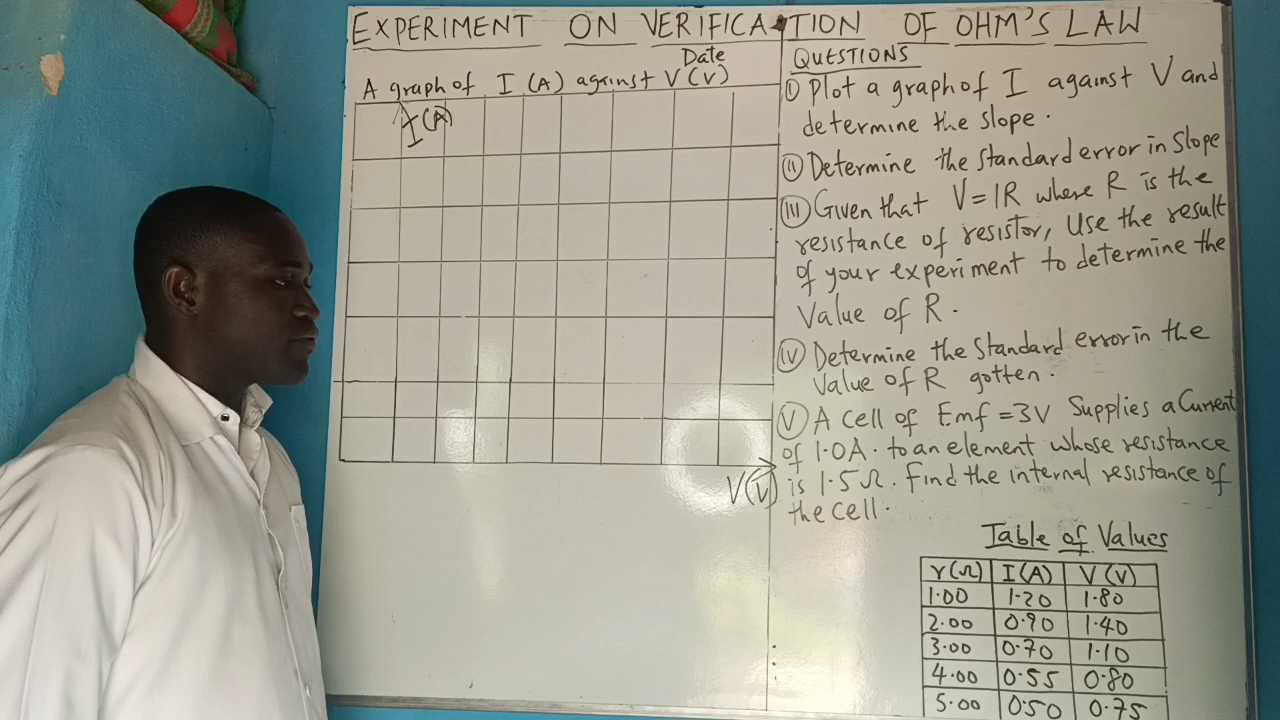 EXPERIMENT ON VERIFICATION OF OHM'S LAW
Date
A graph of I (A) against V (V)
I (A)
V(V)
QUESTIONS
(I) Plot a graph of I against V and
determine the slope.
(II) Determine the standard error in slope
(III) Given that V=IR where R is the
resistance of resistor, Use the result
of your experiment to determine the
Value of R.
(IV) Determine the standard error in the
value of R gotten.
(V) A cell of Emf = 3V Supplies a Current
of 1.0A. to an element whose resistance
is 1.5Ω. Find the internal resistance of
the cell.
Table of Values
r(Ω) I(A) V(V)
1.00 1.20 1.80
2.00 0.90 1.40
3.00 0.70 1.10
4.00 0.55 0.80
5.00 0.50 0.75